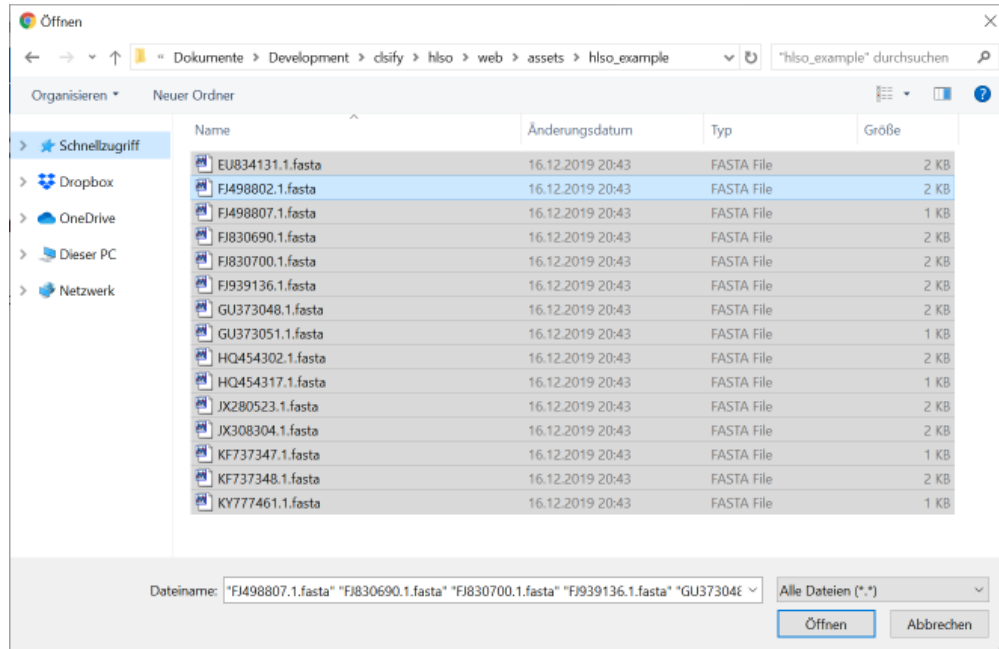 Öffnen
« Dokumente > Development > clsify > hlso > web > assets > hlso_example
"hlso_example" durchsuchen
Organisieren
Neuer Ordner
Name Änderungsdatum Typ Größe
Schnellzugriff
Dropbox
OneDrive
Dieser PC
Netzwerk
EU834131.1.fasta 16.12.2019 20:43 FASTA File 2 KB
FJ498802.1.fasta 16.12.2019 20:43 FASTA File 2 KB
FJ498807.1.fasta 16.12.2019 20:43 FASTA File 1 KB
FJ830690.1.fasta 16.12.2019 20:43 FASTA File 2 KB
FJ830700.1.fasta 16.12.2019 20:43 FASTA File 2 KB
FJ939136.1.fasta 16.12.2019 20:43 FASTA File 2 KB
GU373048.1.fasta 16.12.2019 20:43 FASTA File 2 KB
GU373051.1.fasta 16.12.2019 20:43 FASTA File 1 KB
HQ454302.1.fasta 16.12.2019 20:43 FASTA File 2 KB
HQ454317.1.fasta 16.12.2019 20:43 FASTA File 1 KB
JX280523.1.fasta 16.12.2019 20:43 FASTA File 2 KB
JX308304.1.fasta 16.12.2019 20:43 FASTA File 2 KB
KF737347.1.fasta 16.12.2019 20:43 FASTA File 1 KB
KF737348.1.fasta 16.12.2019 20:43 FASTA File 2 KB
KY777461.1.fasta 16.12.2019 20:43 FASTA File 1 KB
Dateiname: "FJ498807.1.fasta" "FJ830690.1.fasta" "FJ830700.1.fasta" "FJ939136.1.fasta" "GU373048
Alle Dateien (*.*)
Öffnen
Abbrechen